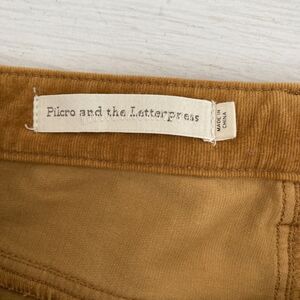 Pilcro and the Letterpress
MADE IN
CHINA